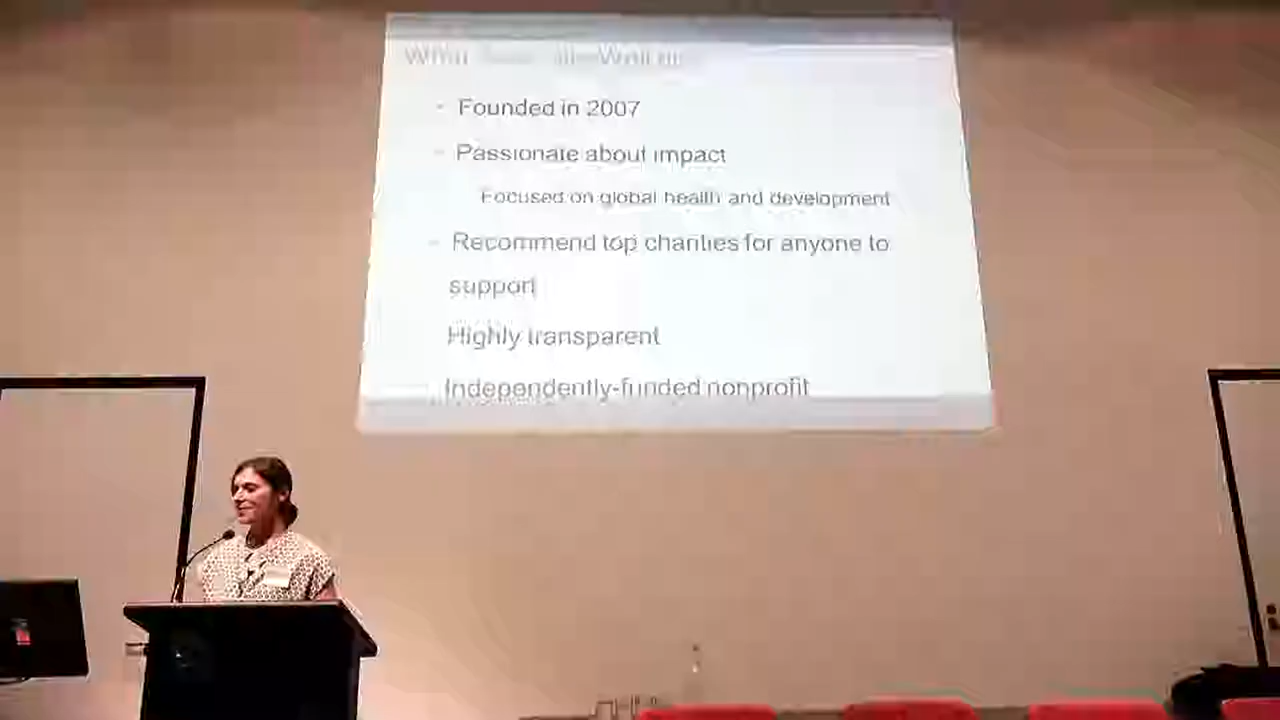 Founded in 2007
Passionate about impact
Focused on global health and development
Recommend top charities for anyone to
support
Highly transparent
Independently-funded nonprofit